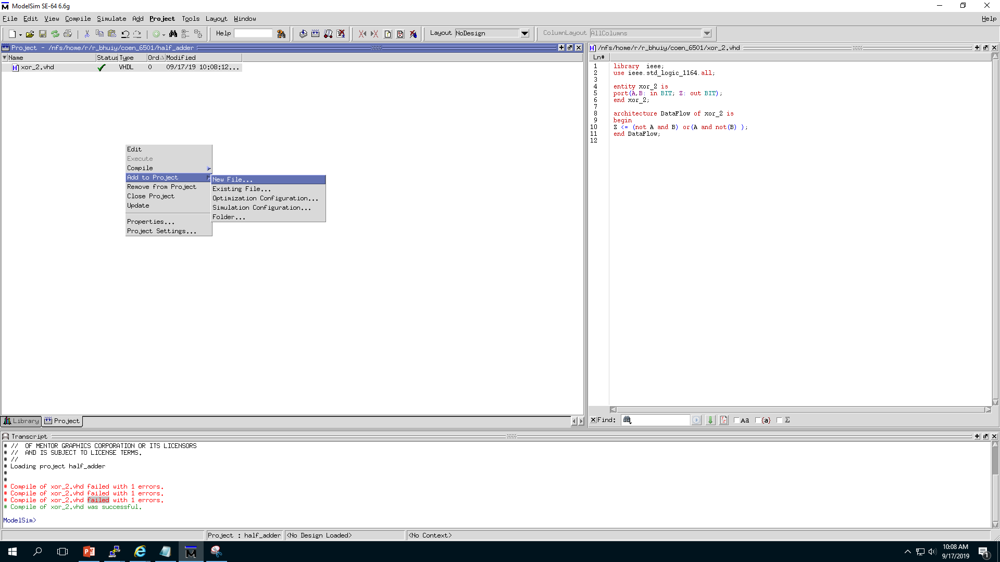 ModelSim SE-64 6.6g
File Edit View Compile Simulate Add Project Tools Layout Window Help
Help Layout NoDesign ColumnLayout AllColumns
Project - /nfs/home/r/r_bhuiy/coen_6501/half_adder
Name Status Type Ord Modified
xor_2.vhd VHDL 0 09/17/19 10:08:12...
Edit
Execute
Compile
Add to Project
Remove from Project
Close Project
Update
Properties...
Project Settings...
New File...
Existing File...
Optimization Configuration...
Simulation Configuration...
Folder...
Library Project
/nfs/home/r/r_bhuiy/coen_6501/xor_2.vhd
Ln#
1 library ieee;
2 use ieee.std_logic_1164.all;
3
4 entity xor_2 is
5 port(A,B: in BIT; Z: out BIT);
6 end xor_2;
7
8 architecture DataFlow of xor_2 is
9 begin
10 Z <= (not A and B) or(A and not(B) );
11 end DataFlow;
12
Find: Aa {a} Σ
Transcript
# // OF MENTOR GRAPHICS CORPORATION OR ITS LICENSORS
# // AND IS SUBJECT TO LICENSE TERMS.
# //
# Loading project half_adder
#
#
# Compile of xor_2.vhd failed with 1 errors.
# Compile of xor_2.vhd failed with 1 errors.
# Compile of xor_2.vhd failed with 1 errors.
# Compile of xor_2.vhd was successful.
ModelSim>
Project : half_adder <No Design Loaded> <No Context>
10:08 AM
9/17/2019
1